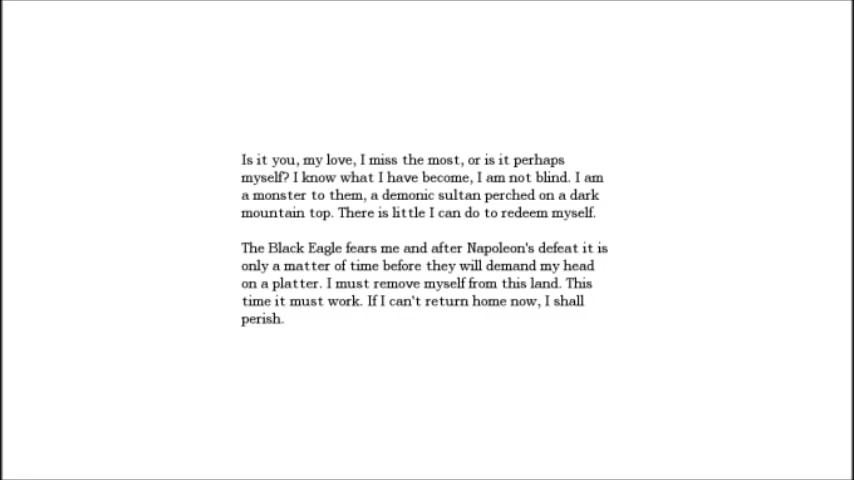 Is it you, my love, I miss the most, or is it perhaps
myself? I know what I have become, I am not blind. I am
a monster to them, a demonic sultan perched on a dark
mountain top. There is little I can do to redeem myself.
The Black Eagle fears me and after Napoleon's defeat it is
only a matter of time before they will demand my head
on a platter. I must remove myself from this land. This
time it must work. If I can't return home now, I shall
perish.